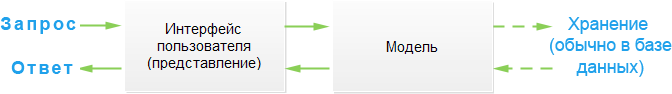 Запрос
Ответ
Интерфейс
пользователя
(представление)
Модель
Хранение
(обычно в базе
данных)